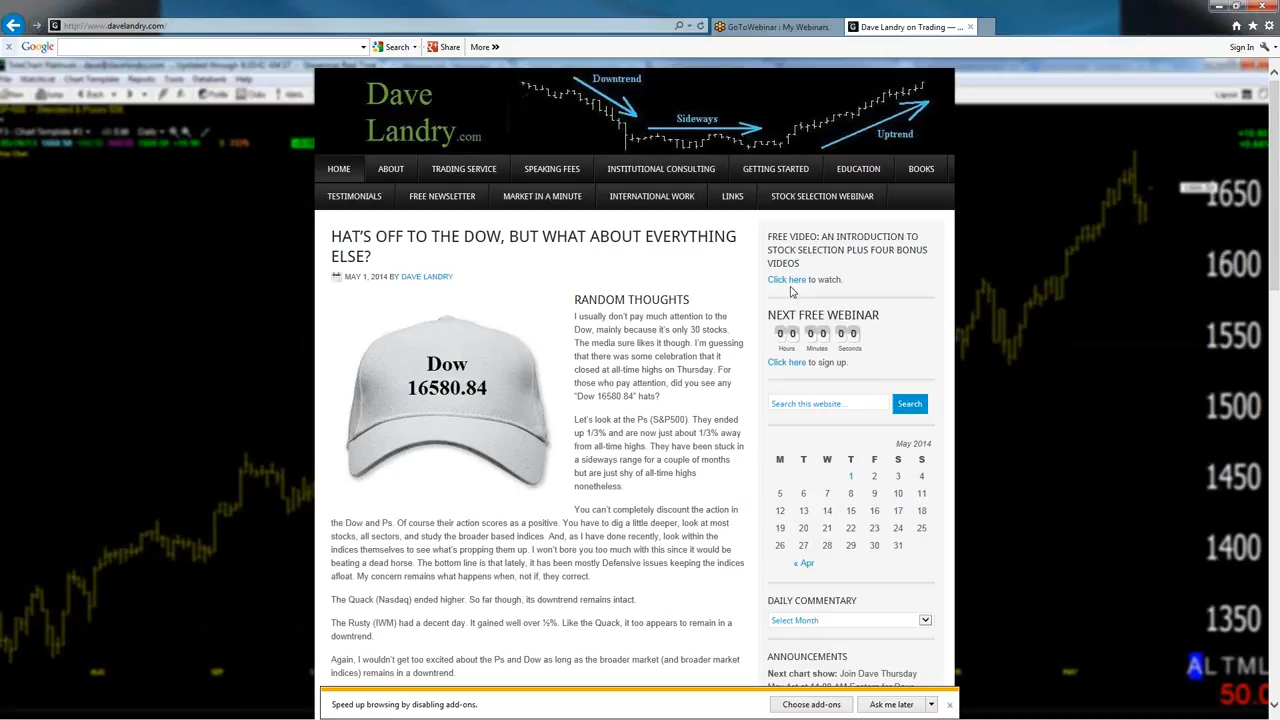 http://www.davelandry.com/
GoToWebinar : My Webinars
Dave Landry on Trading — ...
Google
Search
Share
More »
Sign In
Dave
Landry.com
Downtrend
Sideways
Uptrend
HOME
ABOUT
TRADING SERVICE
SPEAKING FEES
INSTITUTIONAL CONSULTING
GETTING STARTED
EDUCATION
BOOKS
TESTIMONIALS
FREE NEWSLETTER
MARKET IN A MINUTE
INTERNATIONAL WORK
LINKS
STOCK SELECTION WEBINAR
HAT'S OFF TO THE DOW, BUT WHAT ABOUT EVERYTHING
ELSE?
MAY 1, 2014 BY DAVE LANDRY
Dow
16580.84
RANDOM THOUGHTS
I usually don't pay much attention to the
Dow, mainly because it's only 30 stocks.
The media sure likes it though. I'm guessing
that there was some celebration that it
closed at all-time highs on Thursday. For
those who pay attention, did you see any
"Dow 16580.84" hats?
Let's look at the Ps (S&P500). They ended
up 1/3% and are now just about 1/3% away
from all-time highs. They have been stuck in
a sideways range for a couple of months
but are just shy of all-time highs
nonetheless.
You can't completely discount the action in
the Dow and Ps. Of course their action scores as a positive. You have to dig a little deeper, look at most
stocks, all sectors, and study the broader based indices. And, as I have done recently, look within the
indices themselves to see what's propping them up. I won't bore you too much with this since it would be
beating a dead horse. The bottom line is that lately, it has been mostly Defensive issues keeping the indices
afloat. My concern remains what happens when, not if, they correct.
The Quack (Nasdaq) ended higher. So far though, its downtrend remains intact.
The Rusty (IWM) had a decent day. It gained well over ½%. Like the Quack, it too appears to remain in a
downtrend.
Again, I wouldn't get too excited about the Ps and Dow as long as the broader market (and broader market
indices) remains in a downtrend.
FREE VIDEO: AN INTRODUCTION TO
STOCK SELECTION PLUS FOUR BONUS
VIDEOS
Click here to watch.
NEXT FREE WEBINAR
0 0 0 0 0 0
Hours Minutes Seconds
Click here to sign up.
Search this website...
Search
May 2014
M T W T F S S
1 2 3 4
5 6 7 8 9 10 11
12 13 14 15 16 17 18
19 20 21 22 23 24 25
26 27 28 29 30 31
« Apr
DAILY COMMENTARY
Select Month
ANNOUNCEMENTS
Next chart show: Join Dave Thursday
Speed up browsing by disabling add-ons.
Choose add-ons
Ask me later
1650
1600
1550
1500
1450
1400
1350
ALTML
50.0